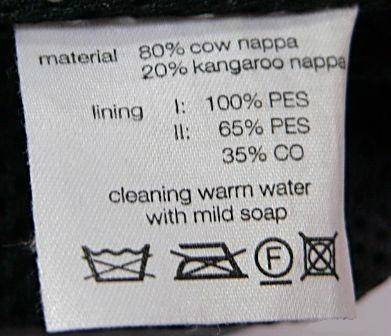 material 80% cow nappa
20% kangaroo nappa
lining I: 100% PES
II: 65% PES
35% CO
cleaning warm water
with mild soap
F